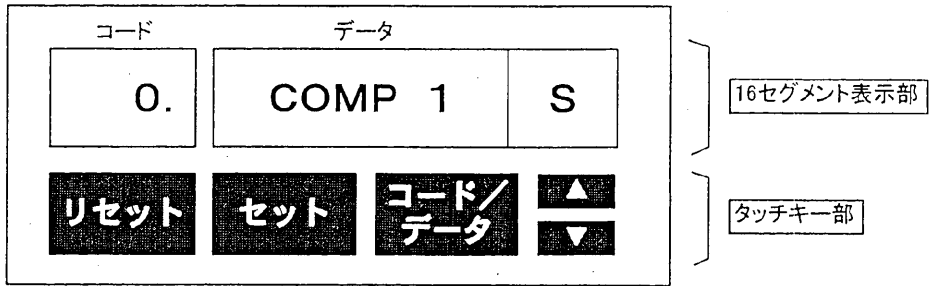 コード データ
0. COMP 1 S
16セグメント表示部
リセット セット コード/データ ▲
▼
タッチキー部